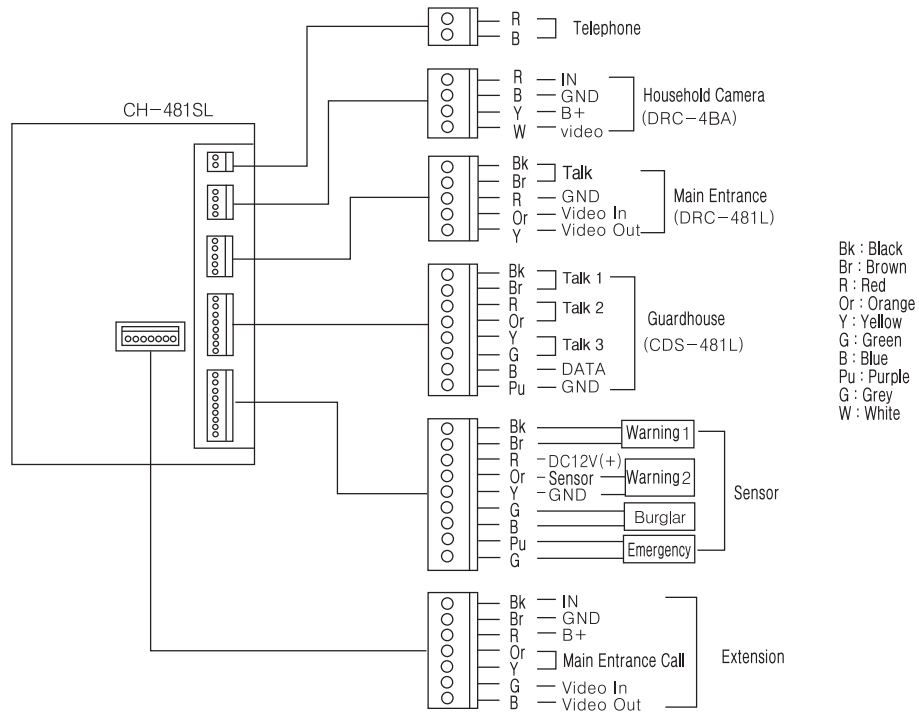 CH-481SL
R
B
Telephone
R IN
B GND
Y B+
W video
Household Camera
(DRC-4BA)
Bk
Br
Talk
R GND
Or Video In
Y Video Out
Main Entrance
(DRC-481L)
Bk
Br
Talk 1
R
Or
Talk 2
Y
G
Talk 3
B DATA
Pu GND
Guardhouse
(CDS-481L)
Bk
Br
Warning 1
R DC12V(+)
Or Sensor
Y GND
Warning 2
G
B
Burglar
Pu
G
Emergency
Sensor
Bk IN
Br GND
R B+
Or
Y
Main Entrance Call
G Video In
B Video Out
Extension
Bk : Black
Br : Brown
R : Red
Or : Orange
Y : Yellow
G : Green
B : Blue
Pu : Purple
G : Grey
W : White